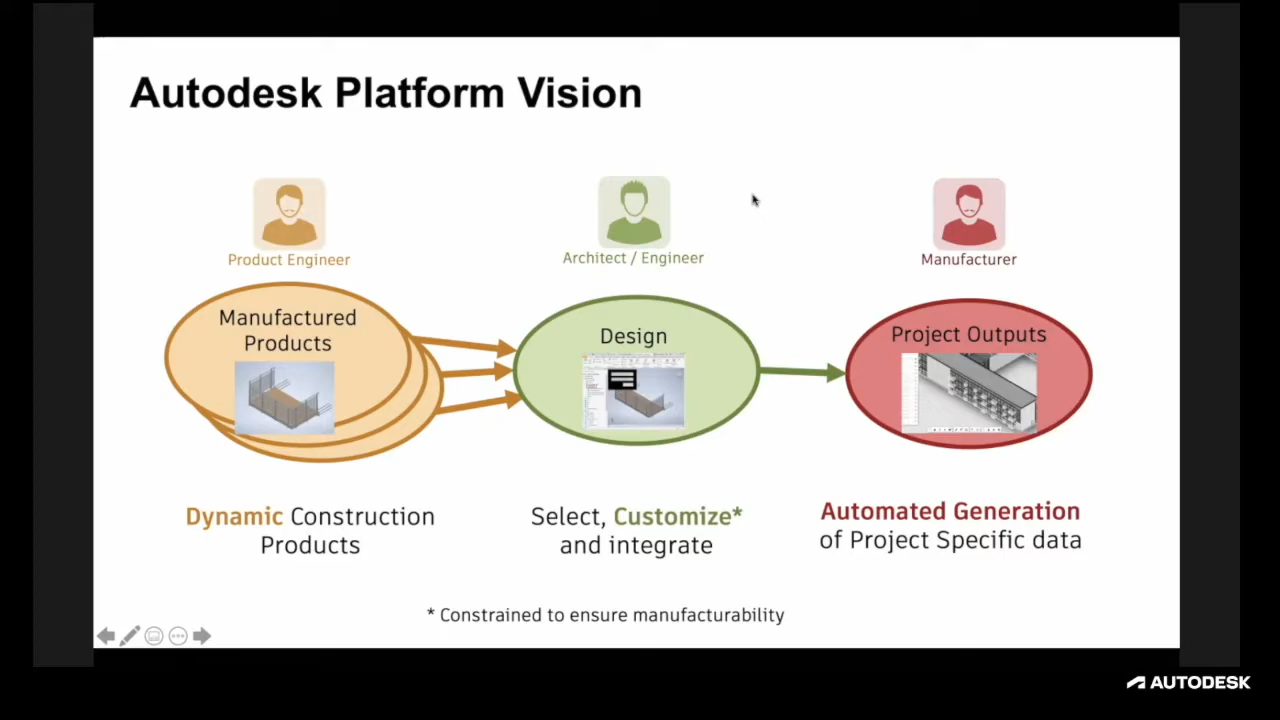 Autodesk Platform Vision
Product Engineer
Architect / Engineer
Manufacturer
Manufactured
Products
Design
Project Outputs
Dynamic Construction
Products
Select, Customize*
and integrate
Automated Generation
of Project Specific data
* Constrained to ensure manufacturability
AUTODESK